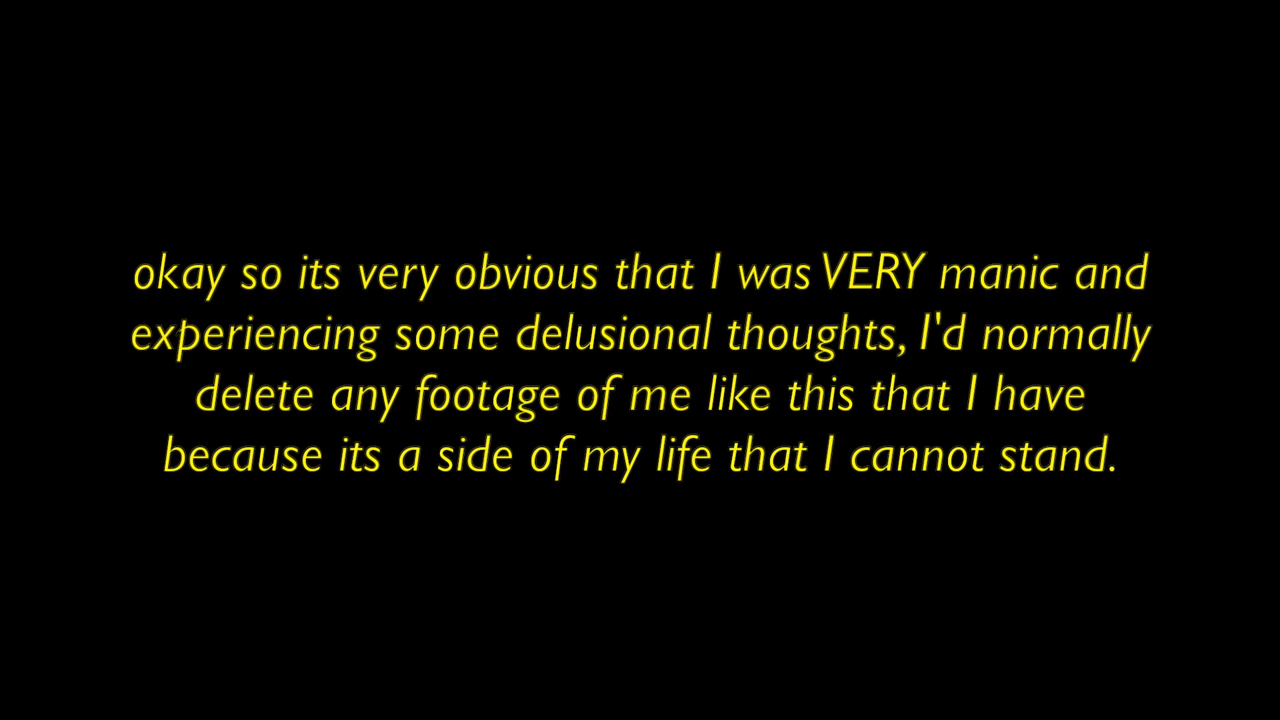 okay so its very obvious that I was VERY manic and
experiencing some delusional thoughts, I'd normally
delete any footage of me like this that I have
because its a side of my life that I cannot stand.